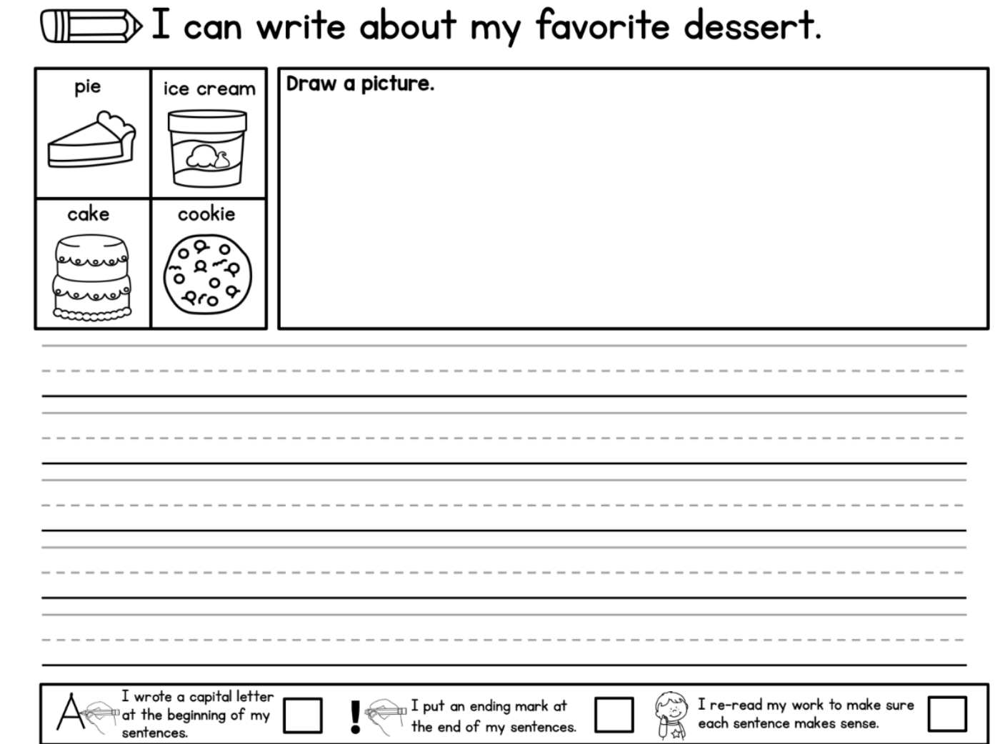 I can write about my favorite dessert.
pie
ice cream
cake
cookie
Draw a picture.
A
I wrote a capital letter
at the beginning of my
sentences.
!
I put an ending mark at
the end of my sentences.
I re-read my work to make sure
each sentence makes sense.